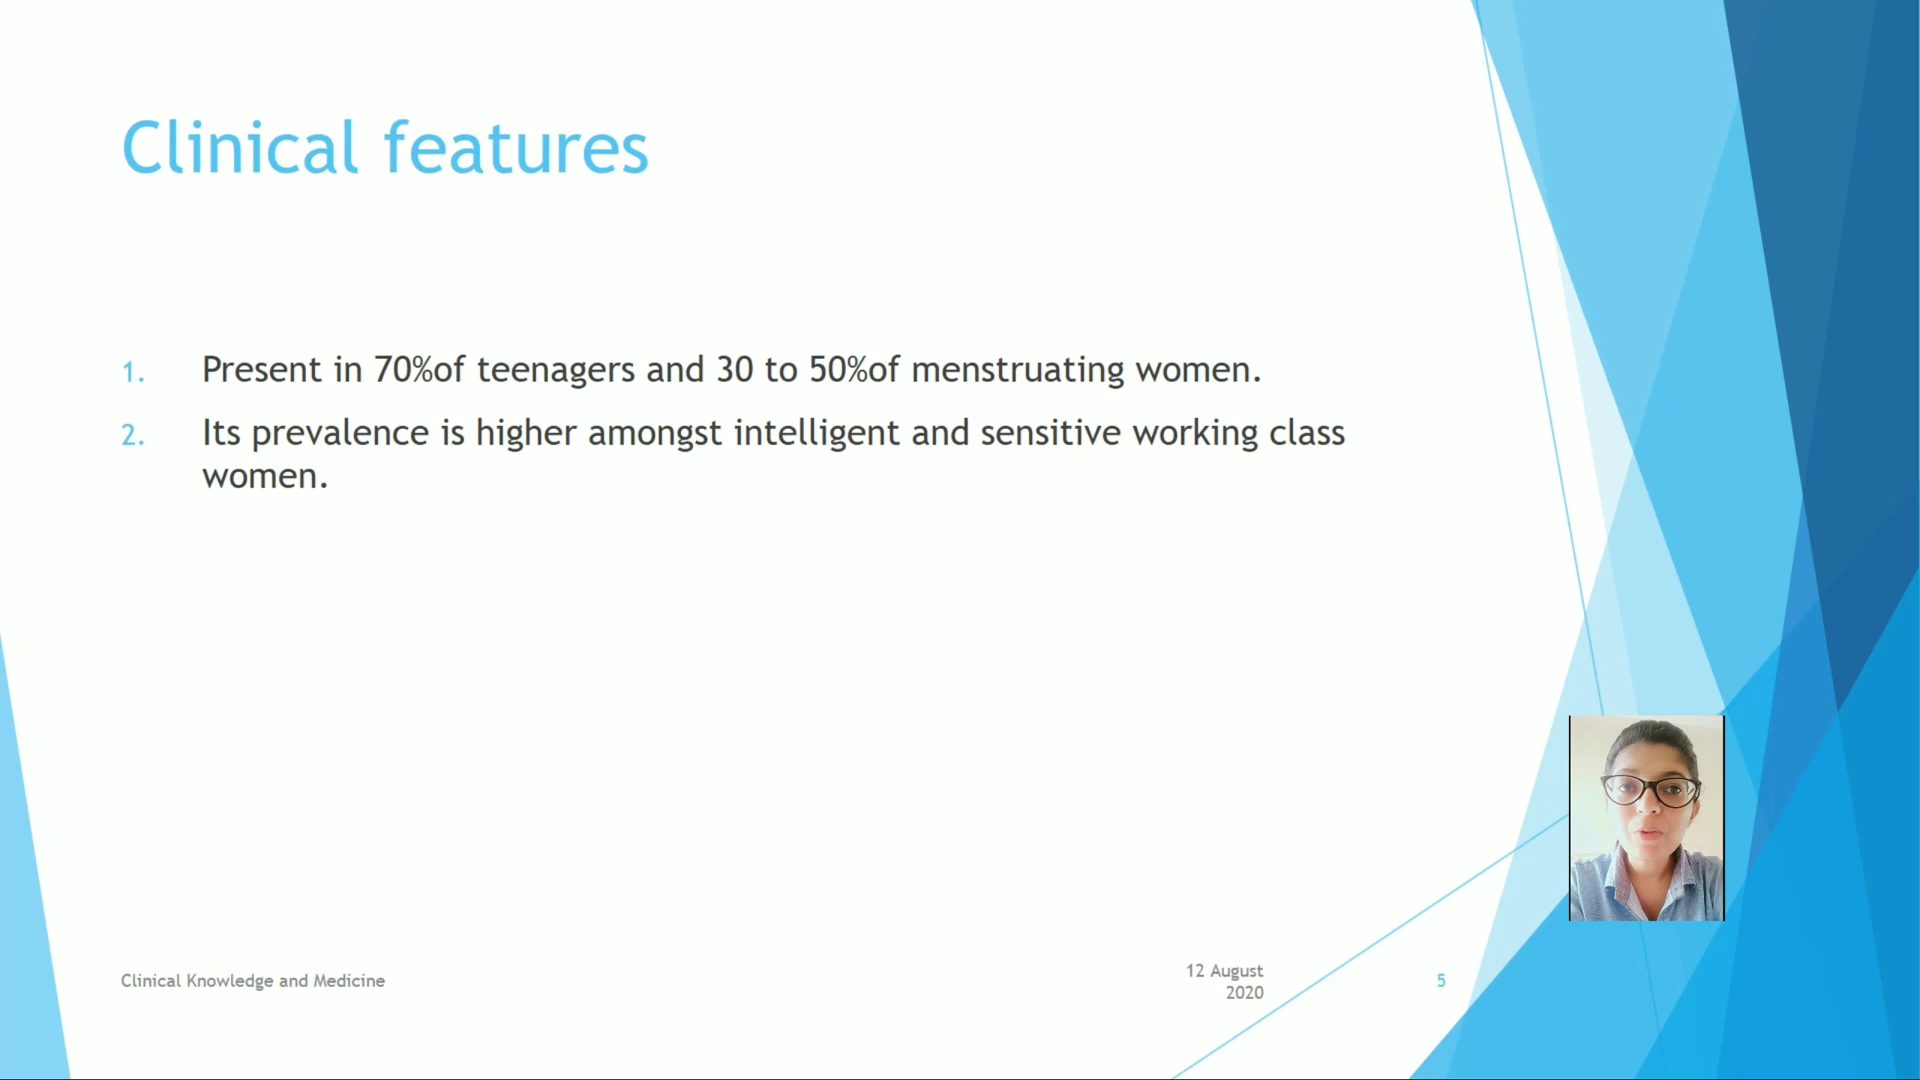 Clinical features
1. Present in 70%of teenagers and 30 to 50%of menstruating women.
2. Its prevalence is higher amongst intelligent and sensitive working class
women.
Clinical Knowledge and Medicine
12 August
2020
5